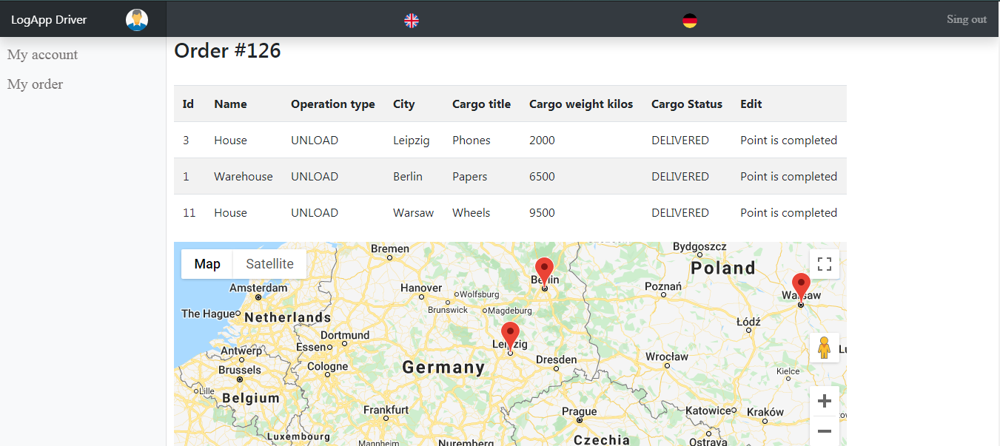 LogApp Driver
Sing out
My account
My order
Order #126
Id Name Operation type City Cargo title Cargo weight kilos Cargo Status Edit
3 House UNLOAD Leipzig Phones 2000 DELIVERED Point is completed
1 Warehouse UNLOAD Berlin Papers 6500 DELIVERED Point is completed
11 House UNLOAD Warsaw Wheels 9500 DELIVERED Point is completed
Map Satellite
Bremen
Bydgoszcz
Poland
Berlin
Amsterdam
Hanover
Wolfsburg
Poznań
Warsaw
The Hague
Netherlands
Brunswick
Magdeburg
Łódź
Dortmund
Essen
Leipzig
Antwerp
Brussels
Cologne
Germany
Dresden
Wrocław
Kielce
Lille
Belgium
Frankfurt
Prague
Katowice
Kraków
Luxembourg
Mannheim
Nuremberg
Czechia
Ostrava